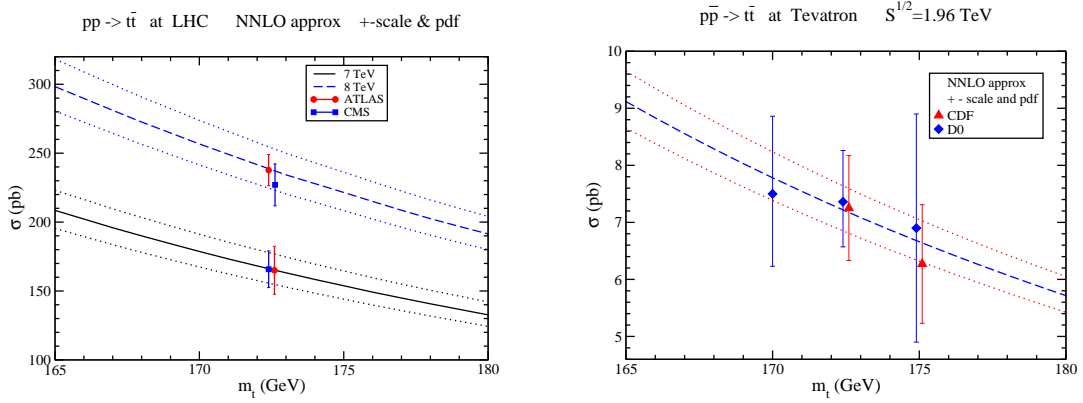 pp -> tt̄ at LHC NNLO approx +-scale & pdf
300
250
200
150
100
σ (pb)
165
170
175
180
m_t (GeV)
7 TeV
8 TeV
ATLAS
CMS
pp̄ -> tt̄ at Tevatron S^1/2=1.96 TeV
10
9
8
7
6
5
σ (pb)
165
170
175
180
m_t (GeV)
NNLO approx
+ - scale and pdf
CDF
D0